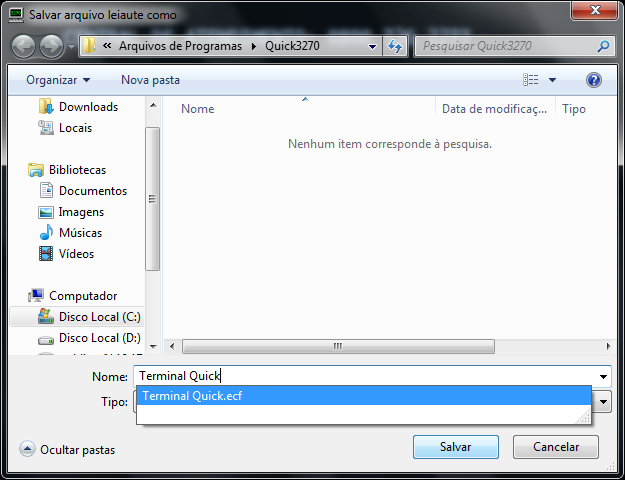 Salvar arquivo leiaute como
« Arquivos de Programas ▸ Quick3270
Pesquisar Quick3270
Organizar
Nova pasta
Downloads
Locais
Bibliotecas
Documentos
Imagens
Músicas
Vídeos
Computador
Disco Local (C:)
Disco Local (D:)
Nome
Data de modificaç...
Tipo
Nenhum item corresponde à pesquisa.
Nome: Terminal Quick
Terminal Quick.ecf
Tipo:
Ocultar pastas
Salvar
Cancelar